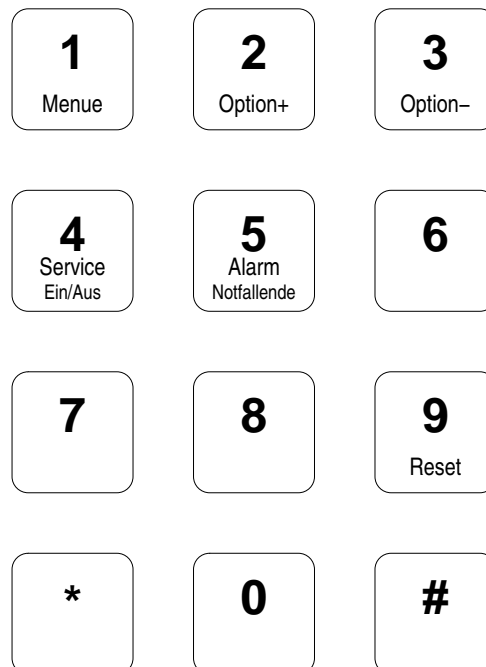 1 2 3
Menue Option+ Option−
4 5 6
Service Alarm
Ein/Aus Notfallende
7 8 9
Reset
* 0 #